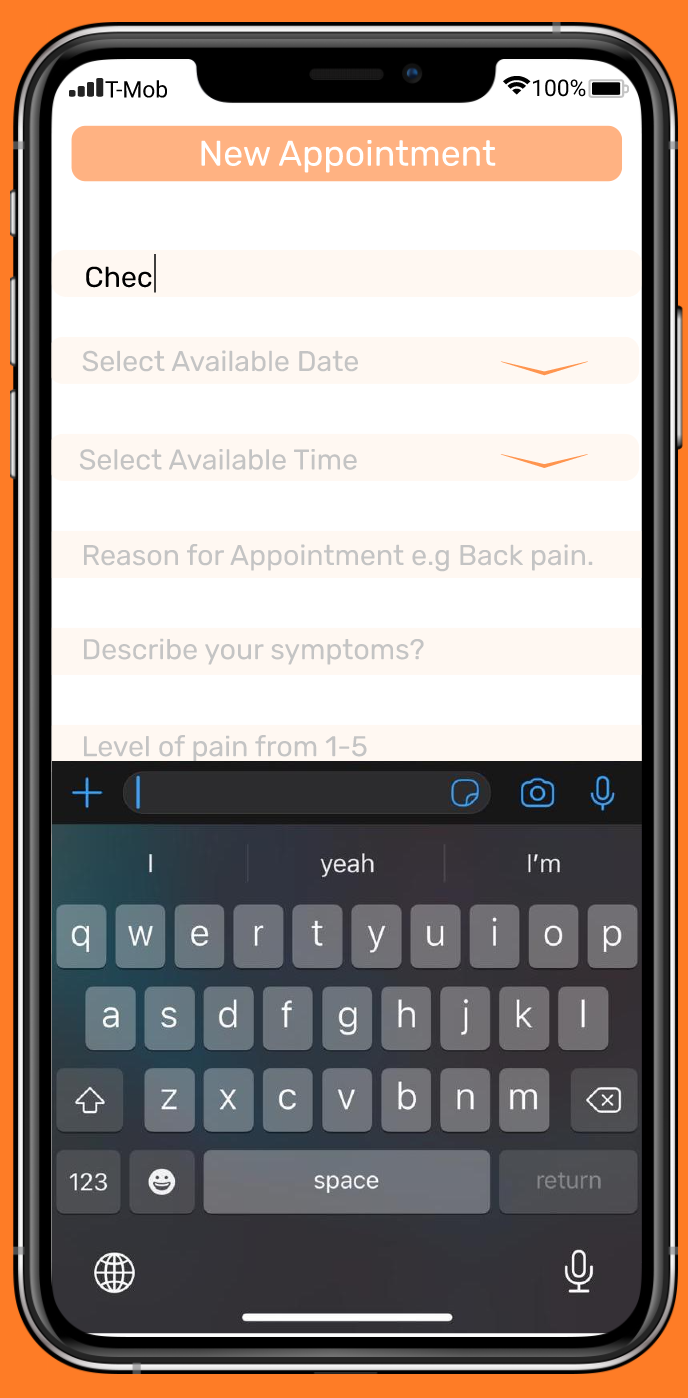 T-Mob 100%
New Appointment
Chec
Select Available Date
Select Available Time
Reason for Appointment e.g Back pain.
Describe your symptoms?
Level of pain from 1-5
I yeah I'm
q w e r t y u i o p
a s d f g h j k l
z x c v b n m
123 space return